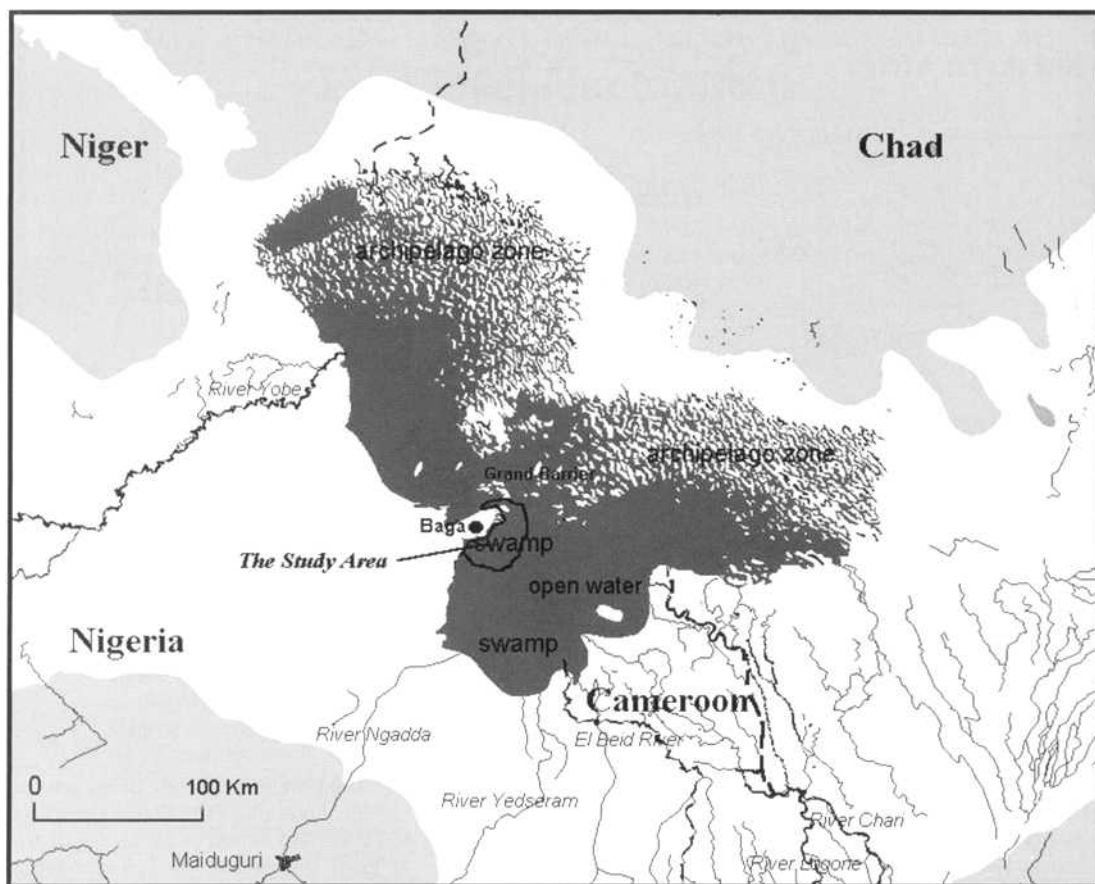 Niger
Chad
archipelago zone
River Yobe
archipelago zone
Grand Barrier
Baga
swamp
The Study Area
open water
Nigeria
swamp
Cameroon
River Ngadda
El Beid River
0 100 Km
River Yedseram
River Chari
Maiduguri
River Logone